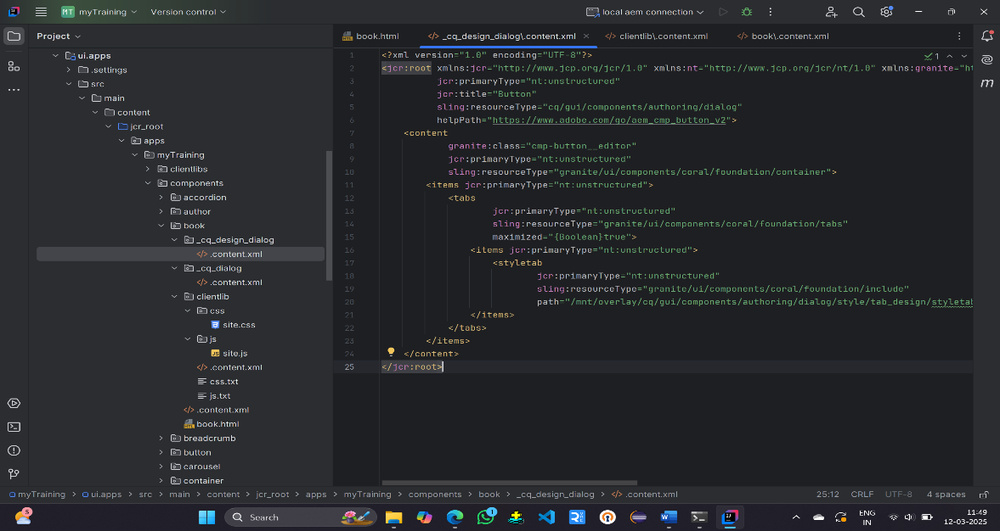 MT myTraining Version control local aem connection
Project
book.html _cq_design_dialog\.content.xml clientlib\.content.xml book\.content.xml
ui.apps
.settings
src
main
content
jcr_root
apps
myTraining
clientlibs
components
accordion
author
book
_cq_design_dialog
.content.xml
_cq_dialog
.content.xml
clientlib
css
site.css
js
site.js
.content.xml
css.txt
js.txt
.content.xml
book.html
breadcrumb
button
carousel
container
1 <?xml version="1.0" encoding="UTF-8"?>
1
2 <jcr:root xmlns:jcr="http://www.jcp.org/jcr/1.0" xmlns:nt="http://www.jcp.org/jcr/nt/1.0" xmlns:granite="ht
3 jcr:primaryType="nt:unstructured"
4 jcr:title="Button"
5 sling:resourceType="cq/gui/components/authoring/dialog"
6 helpPath="https://www.adobe.com/go/aem_cmp_button_v2">
7 <content
8 granite:class="cmp-button__editor"
9 jcr:primaryType="nt:unstructured"
10 sling:resourceType="granite/ui/components/coral/foundation/container">
11 <items jcr:primaryType="nt:unstructured">
12 <tabs
13 jcr:primaryType="nt:unstructured"
14 sling:resourceType="granite/ui/components/coral/foundation/tabs"
15 maximized="{Boolean}true">
16 <items jcr:primaryType="nt:unstructured">
17 <styletab
18 jcr:primaryType="nt:unstructured"
19 sling:resourceType="granite/ui/components/coral/foundation/include"
20 path="/mnt/overlay/cq/gui/components/authoring/dialog/style/tab_design/styletab
21 </items>
22 </tabs>
23 </items>
24 </content>
25 </jcr:root>
myTraining > ui.apps > src > main > content > jcr_root > apps > myTraining > components > book > _cq_design_dialog > .content.xml 25:12 CRLF UTF-8 4 spaces
5 Search 1 ENG 11:49
IN 12-03-2025